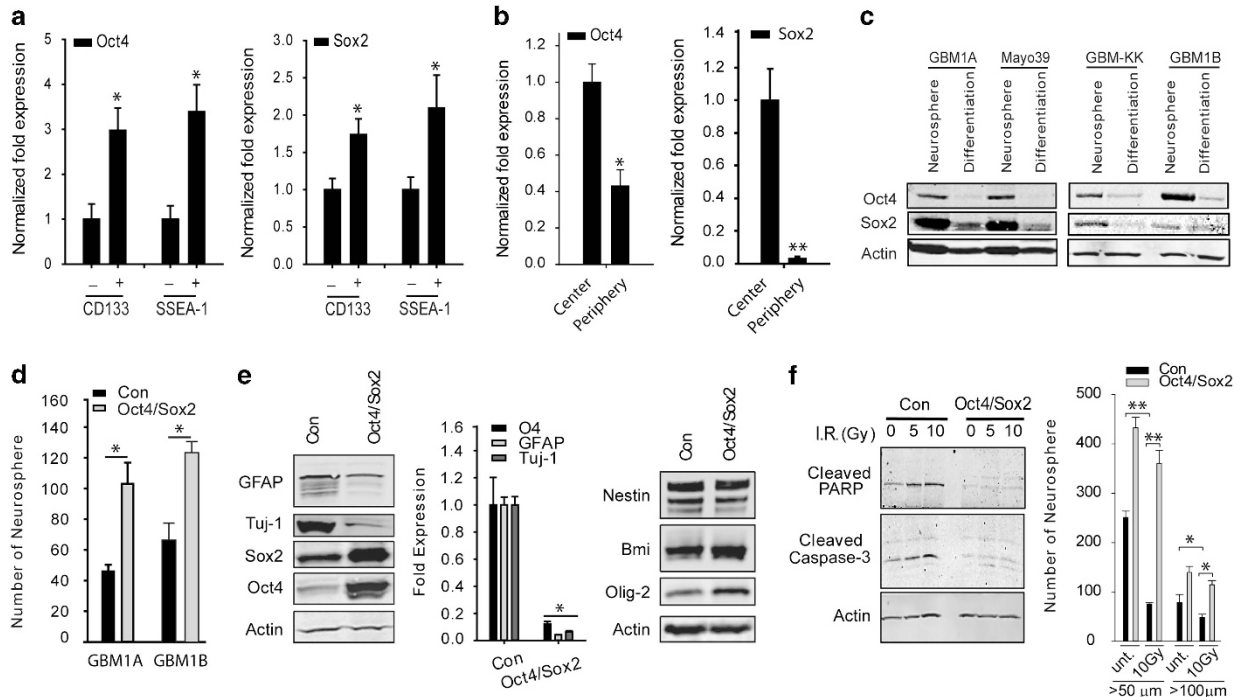 a
Oct4
Normalized fold expression
5
4
3
2
1
0
*
*
– + – +
CD133 SSEA-1
Sox2
Normalized fold expression
3.0
2.5
2.0
1.5
1.0
0.5
0.0
*
*
– + – +
CD133 SSEA-1
b
Oct4
Normalized fold expression
1.2
1.0
0.8
0.6
0.4
0.2
0.0
*
Center
Periphery
Sox2
Normalized fold expression
1.4
1.2
1.0
0.8
0.6
0.4
0.2
0.0
**
Center
Periphery
c
GBM1A Mayo39 GBM-KK GBM1B
Neurosphere
Differentiation
Neurosphere
Differentiation
Neurosphere
Differentiation
Neurosphere
Differentiation
Oct4
Sox2
Actin
d
Con
Oct4/Sox2
Number of Neurosphere
160
140
120
100
80
60
40
20
0
*
*
GBM1A GBM1B
e
Con
Oct4/Sox2
GFAP
Tuj-1
Sox2
Oct4
Actin
O4
GFAP
Tuj-1
Fold Expression
1.6
1.4
1.2
1.0
0.8
0.6
0.4
0.2
0.0
*
Con
Oct4/Sox2
Con
Oct4/Sox2
Nestin
Bmi
Olig-2
Actin
f
Con Oct4/Sox2
I.R.(Gy) 0 5 10 0 5 10
Cleaved
PARP
Cleaved
Caspase-3
Actin
Con
Oct4/Sox2
Number of Neurosphere
500
400
300
200
100
0
**
**
*
*
unt.
10Gy
unt.
10Gy
>50 μm >100μm